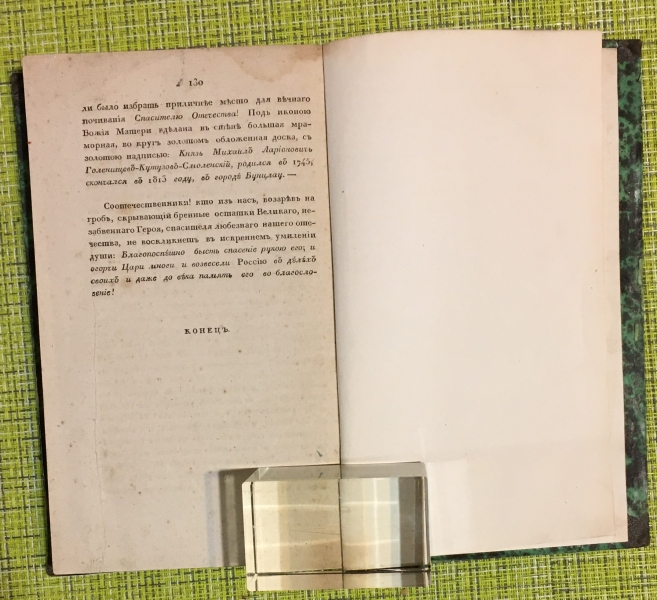 130
ли было избрать приличнѣе мѣсто для вѣчнаго
почиванія Спасителю Отечества! Подъ иконою
Божія Матери вдѣлана въ стѣнѣ большая мра-
морная, во кругъ золотомъ обложенная доска, съ
золотою надписью: Князь Михаилъ Ларіоновихъ
Голенищевъ-Кутузовъ-Смоленскій, родился въ 1745;
скончался въ 1813 году, въ городѣ Бунцлау. —
Соотечественники! кто изъ насъ, возарѣвъ на
гробъ, скрывающій бренные остатки Великаго, не-
забвеннаго Героя, спасителя любезнаго нашего оте-
чества, не воскликнетъ въ искреннемъ умиленіи
души: Благопоспѣшно бысть спасеніе рукою его; и
огорчи Цари многи и возвесели Россію въ дѣлѣхъ
своихъ и даже до вѣка память его во благосло-
веніе!
КОНЕЦЪ.